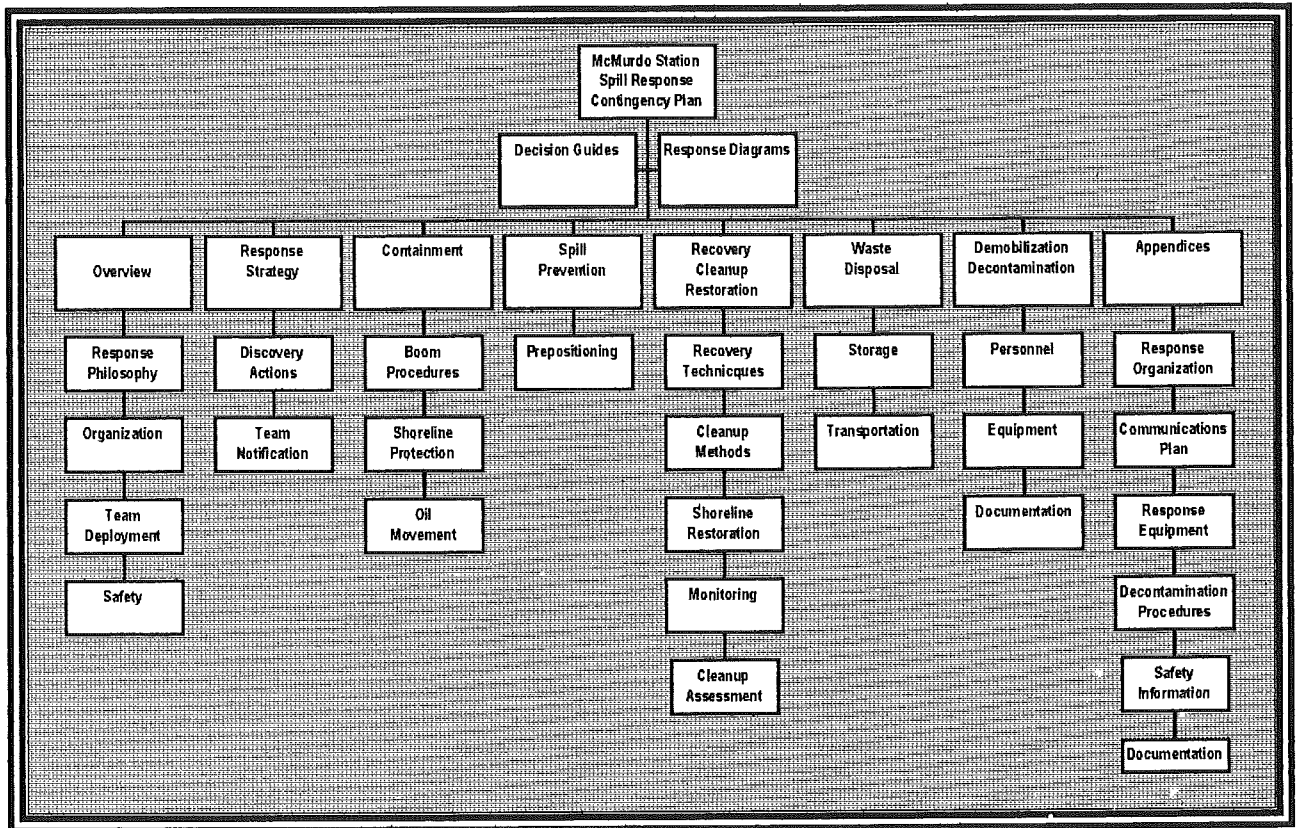 McMurdo Station
Spill Response
Contingency Plan
Decision Guides
Response Diagrams
Overview
Response
Strategy
Containment
Spill
Prevention
Recovery
Cleanup
Restoration
Waste
Disposal
Demobilization
Decontamination
Appendices
Response
Philosophy
Discovery
Actions
Boom
Procedures
Prepositioning
Recovery
Technicques
Storage
Personnel
Response
Organization
Organization
Team
Notification
Shoreline
Protection
Cleanup
Methods
Transportation
Equipment
Communications
Plan
Team
Deployment
Oil
Movement
Shoreline
Restoration
Documentation
Response
Equipment
Safety
Monitoring
Decontamination
Procedures
Cleanup
Assessment
Safety
Information
Documentation